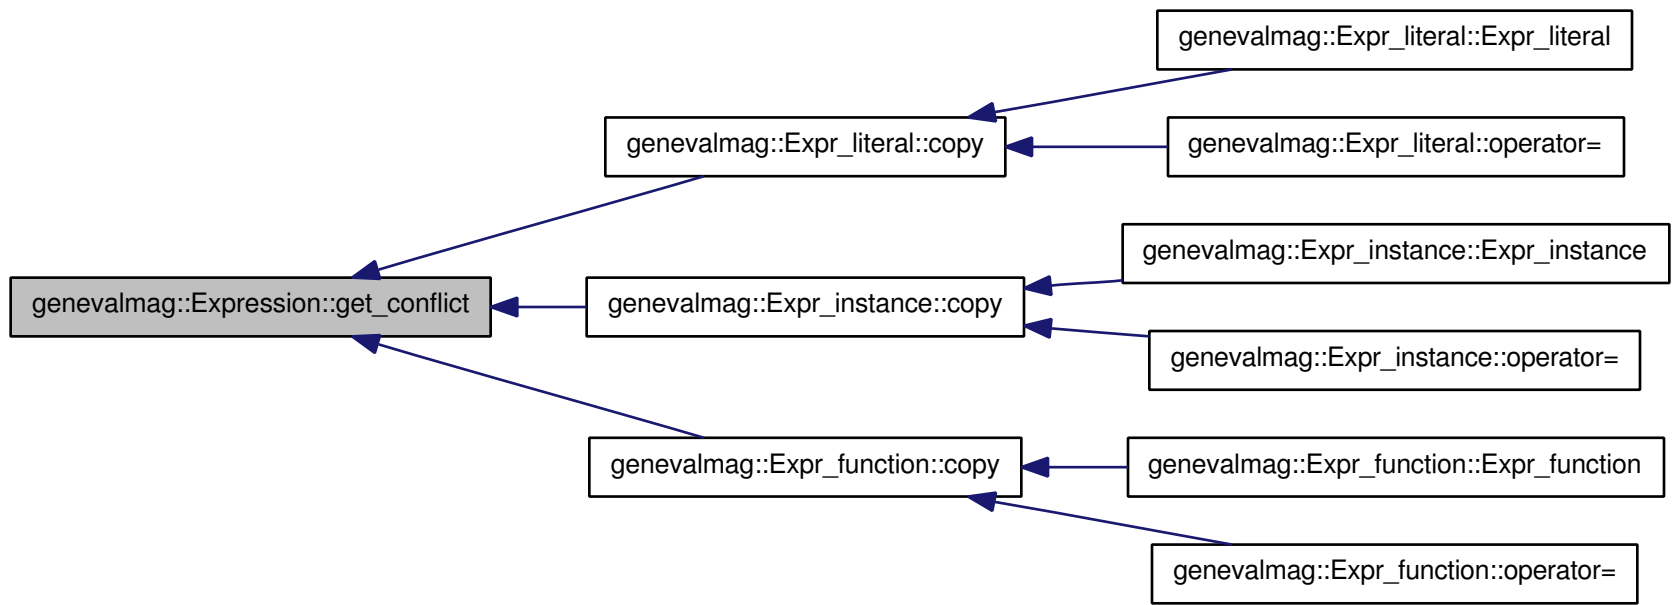 genevalmag::Expr_literal::Expr_literal
genevalmag::Expr_literal::copy
genevalmag::Expr_literal::operator=
genevalmag::Expr_instance::Expr_instance
genevalmag::Expression::get_conflict
genevalmag::Expr_instance::copy
genevalmag::Expr_instance::operator=
genevalmag::Expr_function::copy
genevalmag::Expr_function::Expr_function
genevalmag::Expr_function::operator=